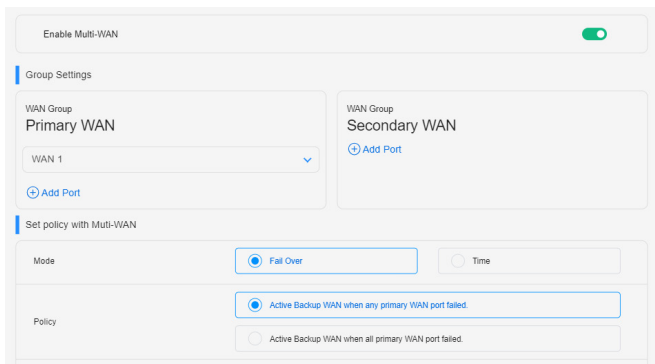 Enable Multi-WAN
Group Settings
WAN Group
Primary WAN
WAN 1
Add Port
WAN Group
Secondary WAN
Add Port
Set policy with Muti-WAN
Mode
Fail Over
Time
Policy
Active Backup WAN when any primary WAN port failed.
Active Backup WAN when all primary WAN port failed.